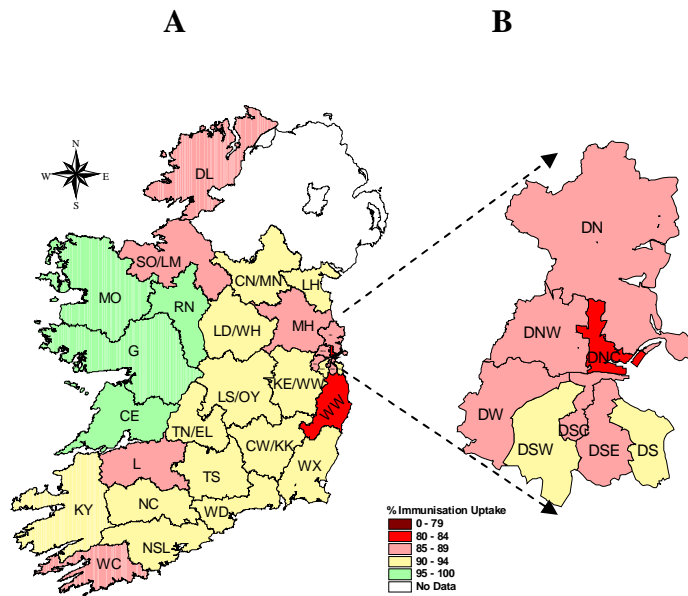 A
B
N
W E
S
DL
SO/LM
CN/MN
LH
MO
RN
LD/WH
MH
G
LS/OY
KE/WW
WW
CE
TN/EL
CW/KK
L
TS
WX
KY
NC
WD
NSL
WC
DN
DNW
DNC
DW
DSC
DSW
DSE
DS
% Immunisation Uptake
0 - 79
80 - 84
85 - 89
90 - 94
95 - 100
No Data